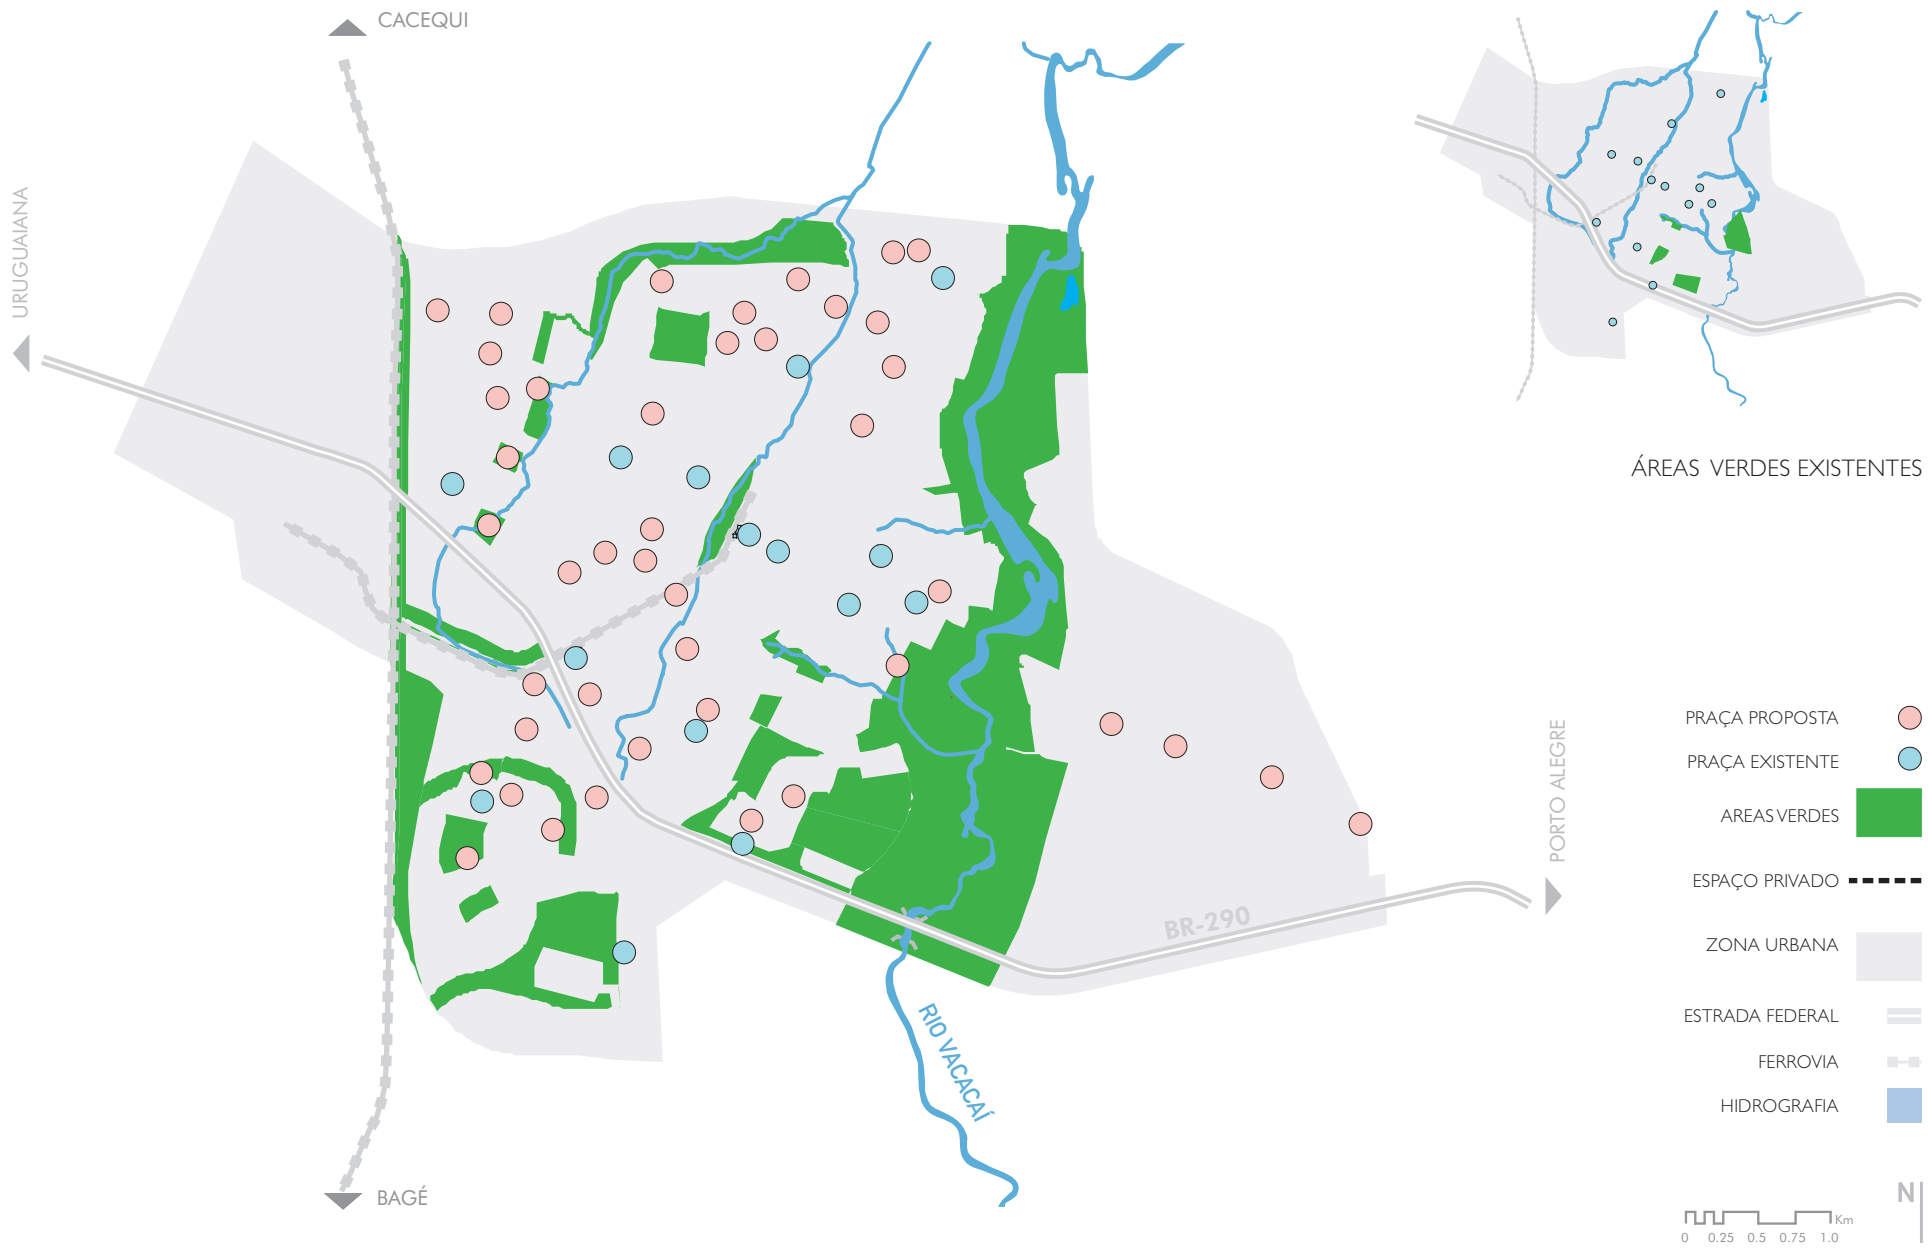 CACEQUI
URUGUAIANA
ÁREAS VERDES EXISTENTES
PRAÇA PROPOSTA
PRAÇA EXISTENTE
AREAS VERDES
ESPAÇO PRIVADO
ZONA URBANA
ESTRADA FEDERAL
FERROVIA
HIDROGRAFIA
PORTO ALEGRE
BR-290
RIO VACACAÍ
BAGÉ
N
Km
0 0.25 0.5 0.75 1.0